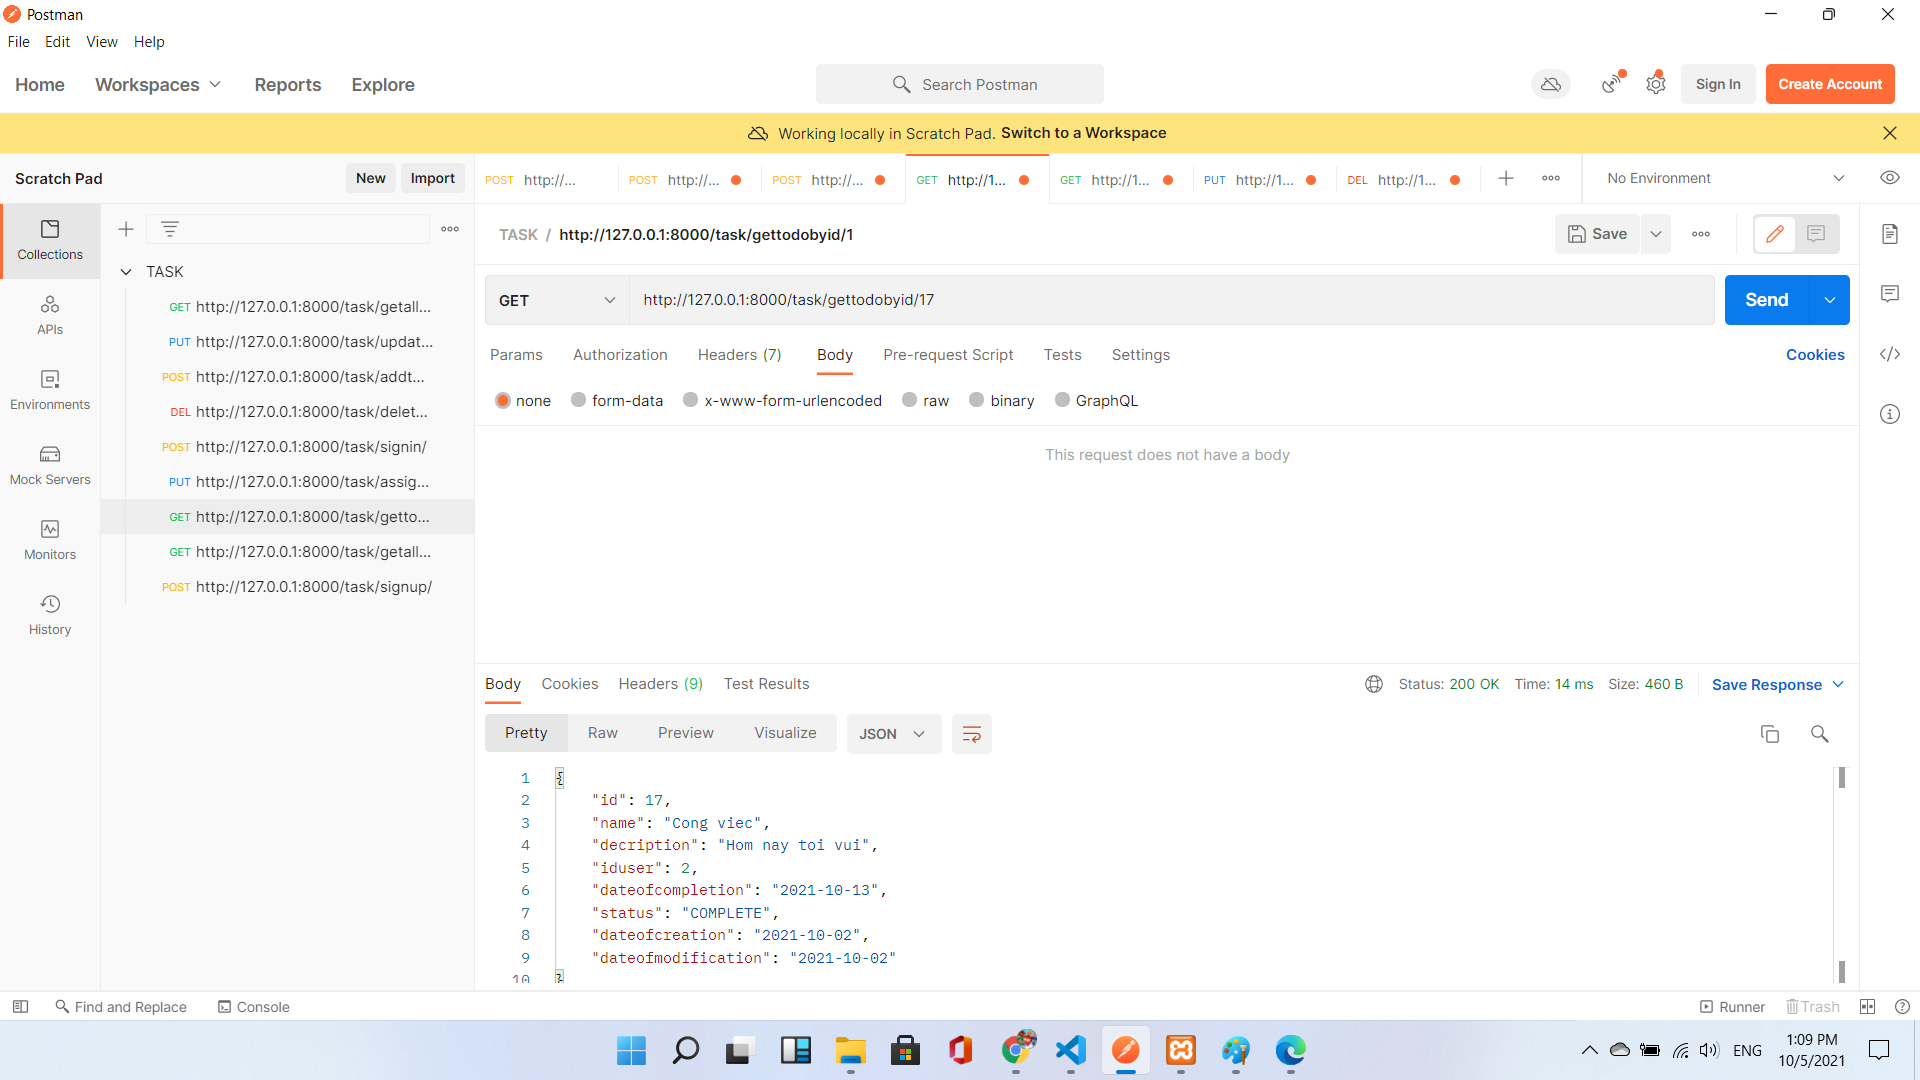 Postman
File Edit View Help
Home Workspaces Reports Explore Search Postman Sign In Create Account
Working locally in Scratch Pad. Switch to a Workspace
Scratch Pad New Import
POST http://... POST http://... POST http://... GET http://1... GET http://1... PUT http://1... DEL http://1... No Environment
Collections
APIs
Environments
Mock Servers
Monitors
History
TASK
GET http://127.0.0.1:8000/task/getall...
PUT http://127.0.0.1:8000/task/updat...
POST http://127.0.0.1:8000/task/addt...
DEL http://127.0.0.1:8000/task/delet...
POST http://127.0.0.1:8000/task/signin/
PUT http://127.0.0.1:8000/task/assig...
GET http://127.0.0.1:8000/task/getto...
GET http://127.0.0.1:8000/task/getall...
POST http://127.0.0.1:8000/task/signup/
TASK / http://127.0.0.1:8000/task/gettodobyid/1 Save
GET http://127.0.0.1:8000/task/gettodobyid/17 Send
Params Authorization Headers (7) Body Pre-request Script Tests Settings Cookies
none form-data x-www-form-urlencoded raw binary GraphQL
This request does not have a body
Body Cookies Headers (9) Test Results Status: 200 OK Time: 14 ms Size: 460 B Save Response
Pretty Raw Preview Visualize JSON
1 {
2 "id": 17,
3 "name": "Cong viec",
4 "decription": "Hom nay toi vui",
5 "iduser": 2,
6 "dateofcompletion": "2021-10-13",
7 "status": "COMPLETE",
8 "dateofcreation": "2021-10-02",
9 "dateofmodification": "2021-10-02"
10 }
Find and Replace Console Runner Trash
ENG 1:09 PM
10/5/2021